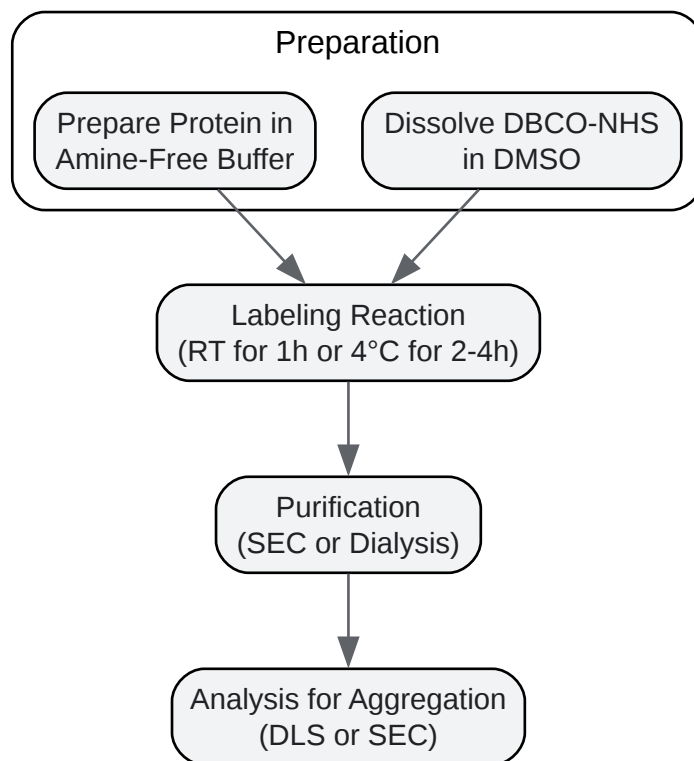 Preparation
Prepare Protein in
Amine-Free Buffer
Dissolve DBCO-NHS
in DMSO
Labeling Reaction
(RT for 1h or 4°C for 2-4h)
Purification
(SEC or Dialysis)
Analysis for Aggregation
(DLS or SEC)